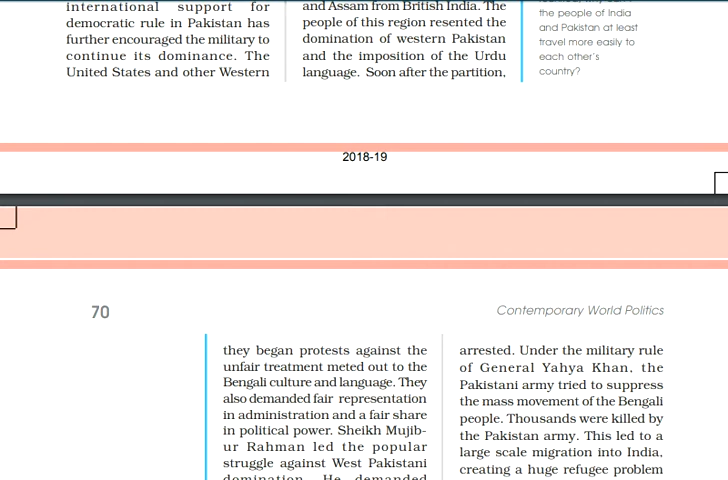 international support for
democratic rule in Pakistan has
further encouraged the military to
continue its dominance. The
United States and other Western
and Assam from British India. The
people of this region resented the
domination of western Pakistan
and the imposition of the Urdu
language. Soon after the partition,
the people of India
and Pakistan at least
travel more easily to
each other's
country?
2018-19
70
Contemporary World Politics
they began protests against the
unfair treatment meted out to the
Bengali culture and language. They
also demanded fair representation
in administration and a fair share
in political power. Sheikh Mujib-
ur Rahman led the popular
struggle against West Pakistani
domination. He demanded
arrested. Under the military rule
of General Yahya Khan, the
Pakistani army tried to suppress
the mass movement of the Bengali
people. Thousands were killed by
the Pakistan army. This led to a
large scale migration into India,
creating a huge refugee problem